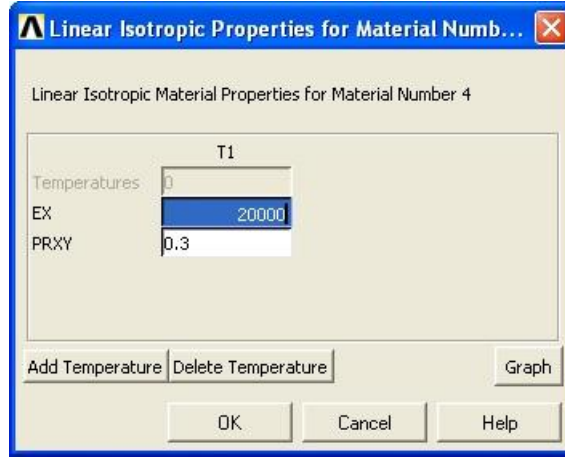 Linear Isotropic Properties for Material Numb...
Linear Isotropic Material Properties for Material Number 4
T1
Temperatures 0
EX 20000
PRXY 0.3
Add Temperature Delete Temperature Graph
OK Cancel Help